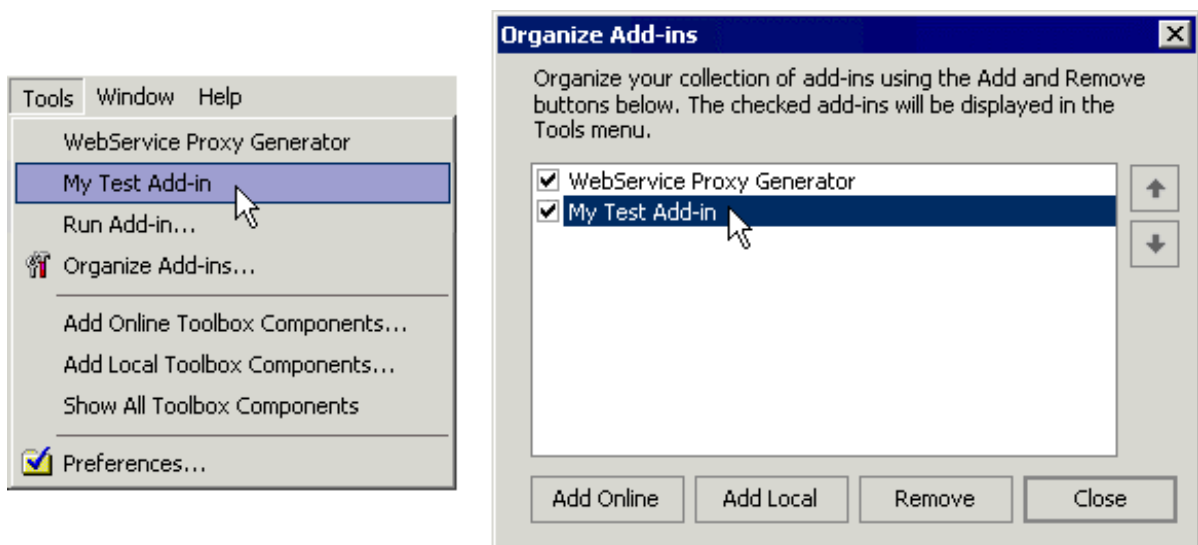 Tools Window Help
WebService Proxy Generator
My Test Add-in
Run Add-in...
Organize Add-ins...
Add Online Toolbox Components...
Add Local Toolbox Components...
Show All Toolbox Components
Preferences...
Organize Add-ins
Organize your collection of add-ins using the Add and Remove
buttons below. The checked add-ins will be displayed in the
Tools menu.
WebService Proxy Generator
My Test Add-in
Add Online Add Local Remove Close